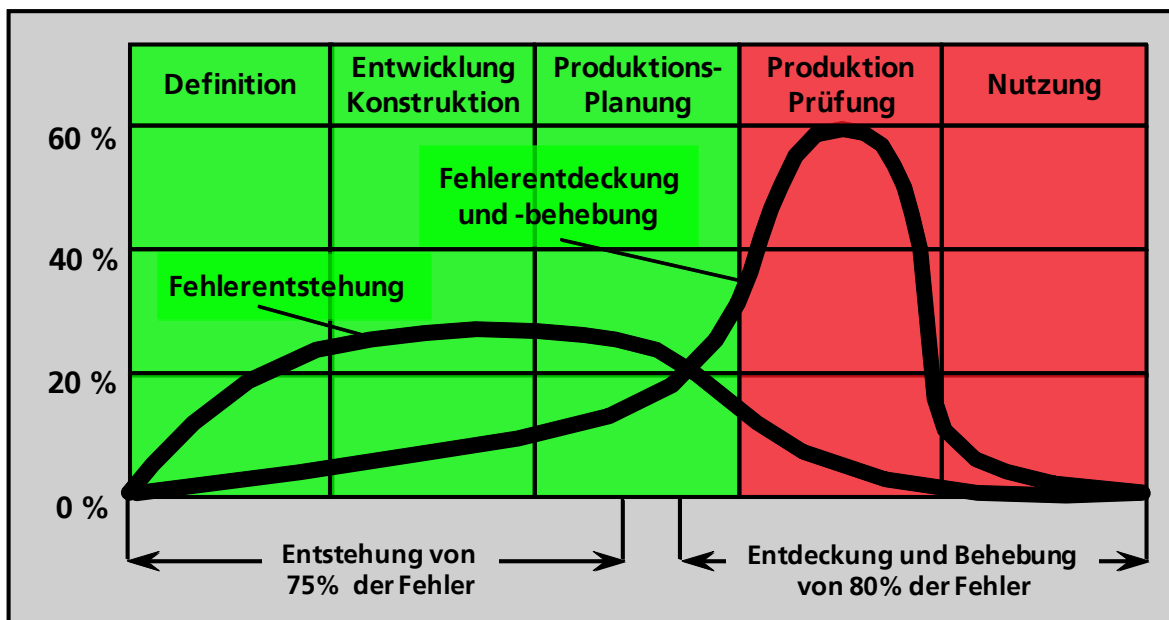 Definition
Entwicklung
Konstruktion
Produktions-
Planung
Produktion
Prüfung
Nutzung
60 %
40 %
20 %
0 %
Fehlerentdeckung
und -behebung
Fehlerentstehung
Entstehung von
75% der Fehler
Entdeckung und Behebung
von 80% der Fehler